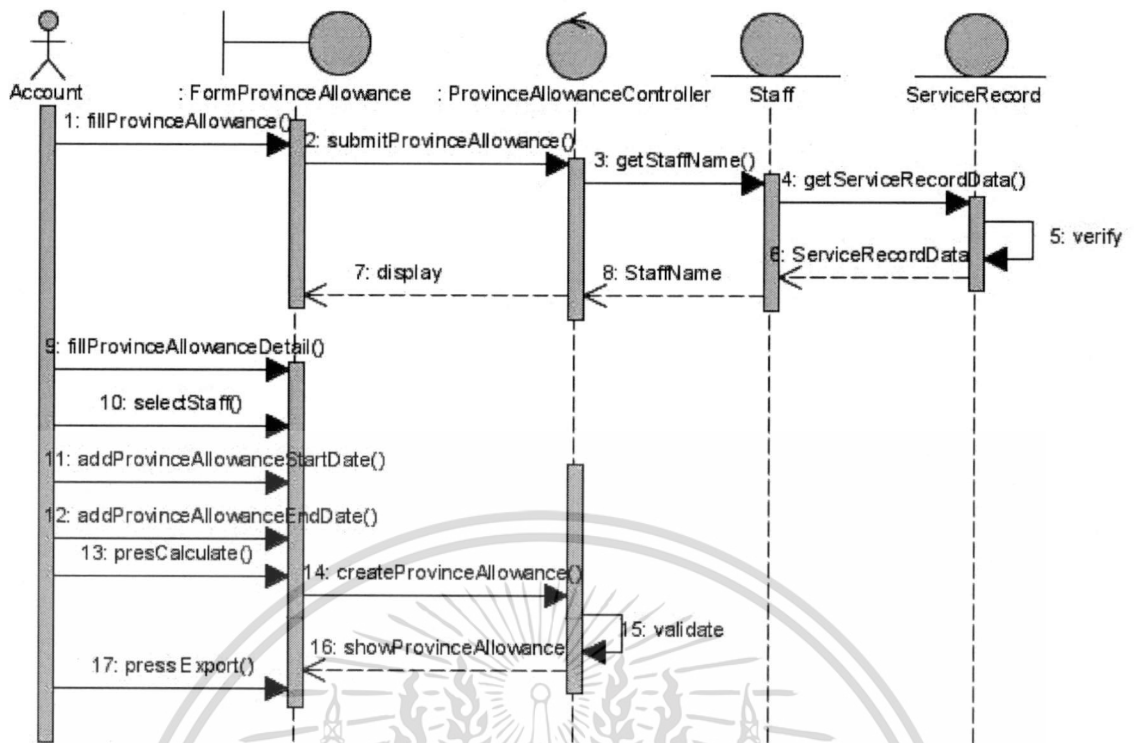 Account
: FormProvinceAllowance
: ProvinceAllowanceController
Staff
ServiceRecord
1: fillProvinceAllowance()
2: submitProvinceAllowance()
3: getStaffName()
4: getServiceRecordData()
5: verify
6: ServiceRecordData
7: display
8: StaffName
9: fillProvinceAllowanceDetail()
10: selectStaff()
11: addProvinceAllowanceStartDate()
12: addProvinceAllowanceEndDate()
13: presCalculate()
14: createProvinceAllowance()
15: validate
16: showProvinceAllowance
17: pressExport()